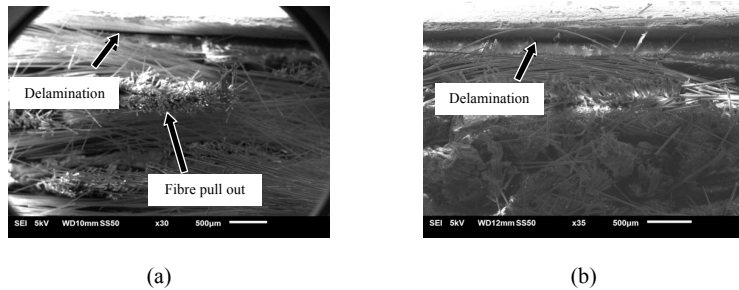 Delamination
Fibre pull out
SEI 5kV WD10mm SS50 x30 500µm
(a)
Delamination
SEI 5kV WD12mm SS50 x35 500µm
(b)